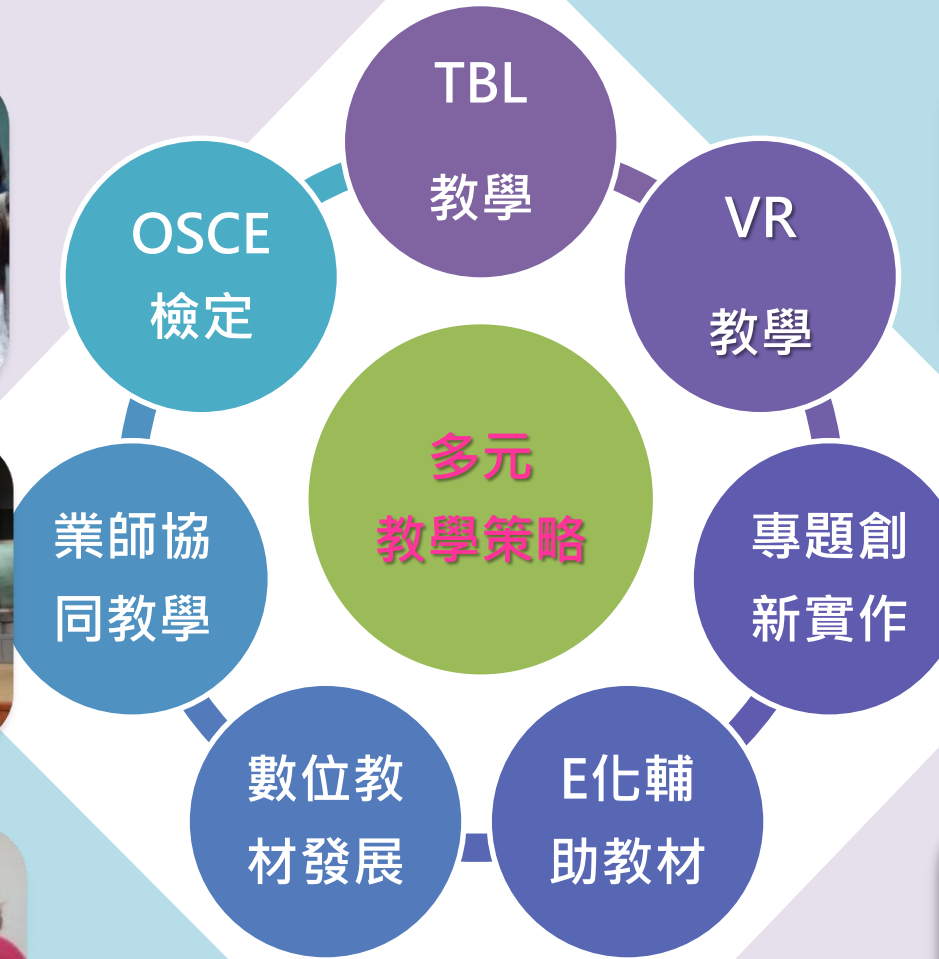 TBL
教學
VR
教學
專題創
新實作
E化輔
助教材
數位教
材發展
業師協
同教學
OSCE
檢定
多元
教學策略